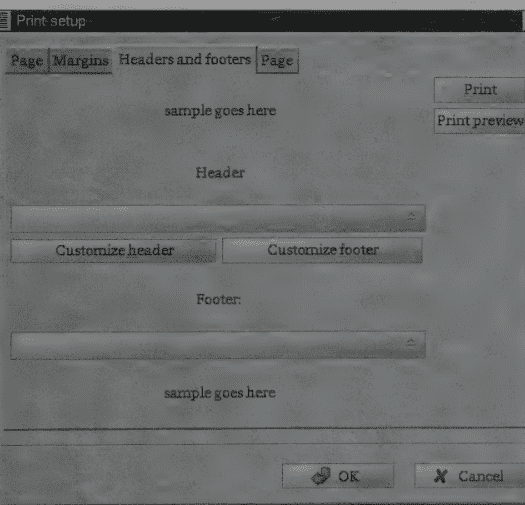 Print setup
Page Margins Headers and footers Page
Print
sample goes here
Print preview
Header
Customize header Customize footer
Footer:
sample goes here
OK Cancel